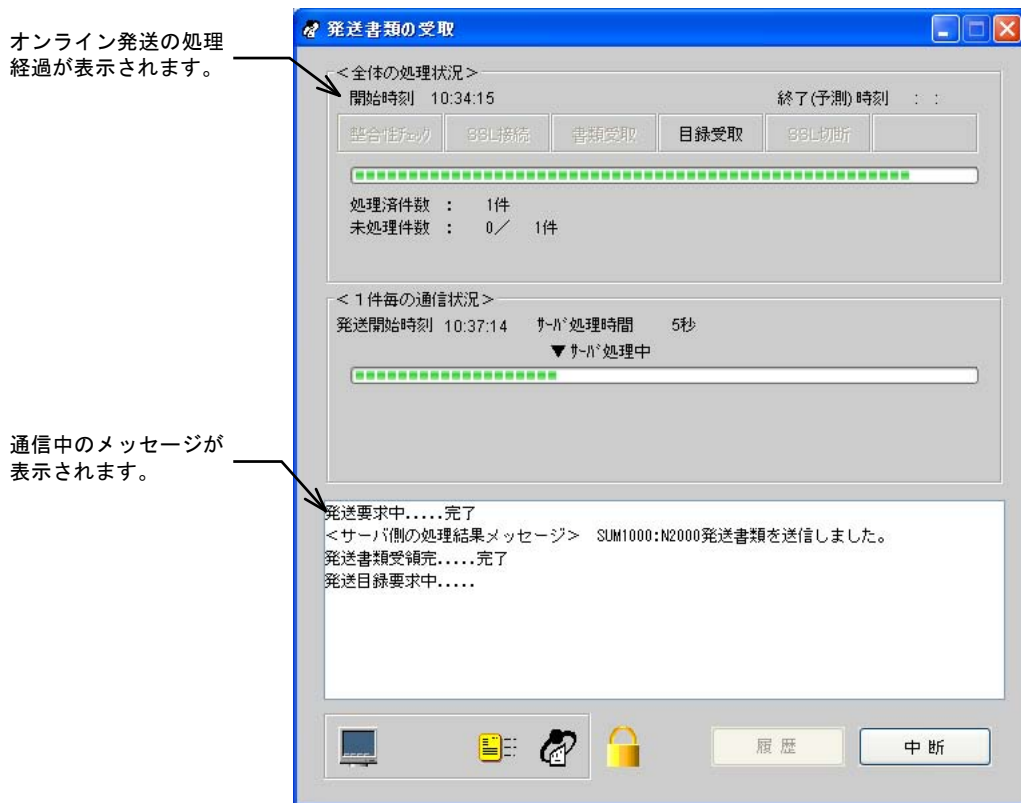 発送書類の受取
オンライン発送の処理
経過が表示されます。
<全体の処理状況>
開始時刻 10:34:15 終了(予測)時刻 : :
整合性ﾁｪｯｸ SSL接続 書類受取 目録受取 SSL切断
処理済件数 : 1件
未処理件数 : 0／ 1件
<１件毎の通信状況>
発送開始時刻 10:37:14 ｻｰﾊﾞ処理時間 5秒
▼ｻｰﾊﾞ処理中
通信中のメッセージが
表示されます。
発送要求中.....完了
<サーバ側の処理結果メッセージ> SUM1000:N2000発送書類を送信しました。
発送書類受領完.....完了
発送目録要求中.....
履歴 中断